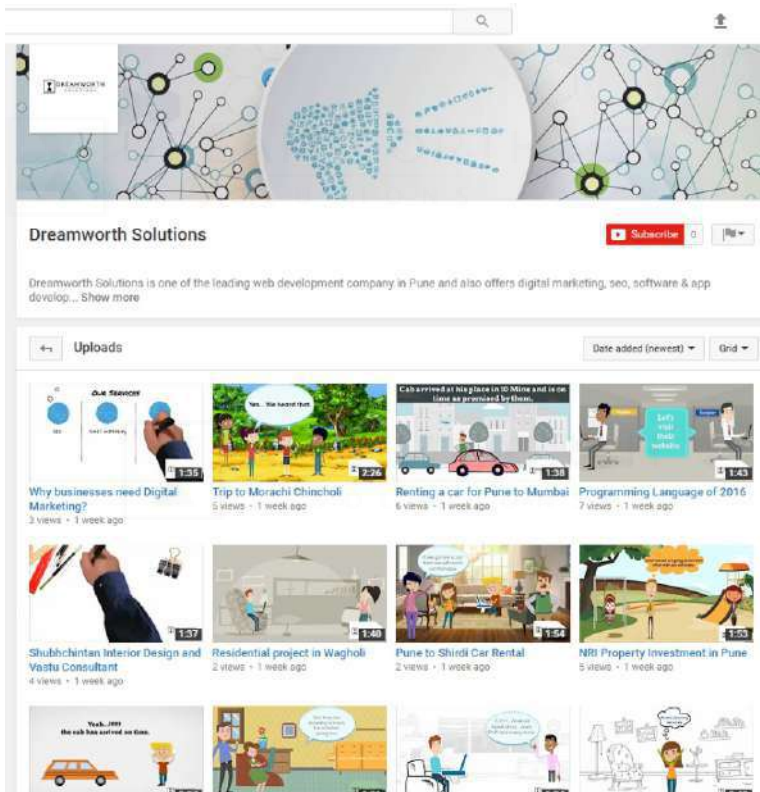 DREAMWORTH
SOLUTIONS
Dreamworth Solutions
Subscribe 0
Dreamworth Solutions is one of the leading web development company in Pune and also offers digital marketing, seo, software & app
develop... Show more
Uploads
Date added (newest)
Grid
OUR SERVICES
1:35
Yes... We heard that.
2:26
Cab arrived at his place in 10 Mins and is on
time as promised by them.
1:38
Let's
visit
their
website
1:43
Why businesses need Digital
Marketing?
3 views • 1 week ago
Trip to Morachi Chincholi
5 views • 1 week ago
Renting a car for Pune to Mumbai
6 views • 1 week ago
Programming Language of 2016
7 views • 1 week ago
1:37
1:40
1:54
1:53
Shubhchintan Interior Design and
Vastu Consultant
4 views • 1 week ago
Residential project in Wagholi
2 views • 1 week ago
Pune to Shirdi Car Rental
2 views • 1 week ago
NRI Property Investment in Pune
5 views • 1 week ago
Yeah..!!!!
the cab has arrived on time.